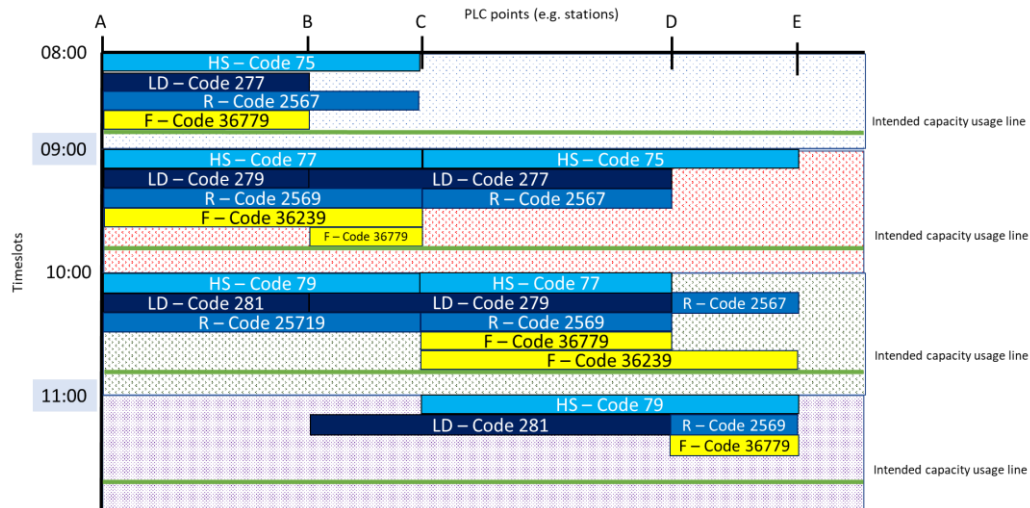 PLC points (e.g. stations)
A B C D E
08:00
HS – Code 75
LD – Code 277
R – Code 2567
F – Code 36779
Intended capacity usage line
09:00
HS – Code 77 HS – Code 75
LD – Code 279 LD – Code 277
R – Code 2569 R – Code 2567
F – Code 36239
F – Code 36779
Intended capacity usage line
Timeslots
10:00
HS – Code 79 HS – Code 77
LD – Code 281 LD – Code 279 R – Code 2567
R – Code 25719 R – Code 2569
F – Code 36779
F – Code 36239
Intended capacity usage line
11:00
HS – Code 79
LD – Code 281 R – Code 2569
F – Code 36779
Intended capacity usage line